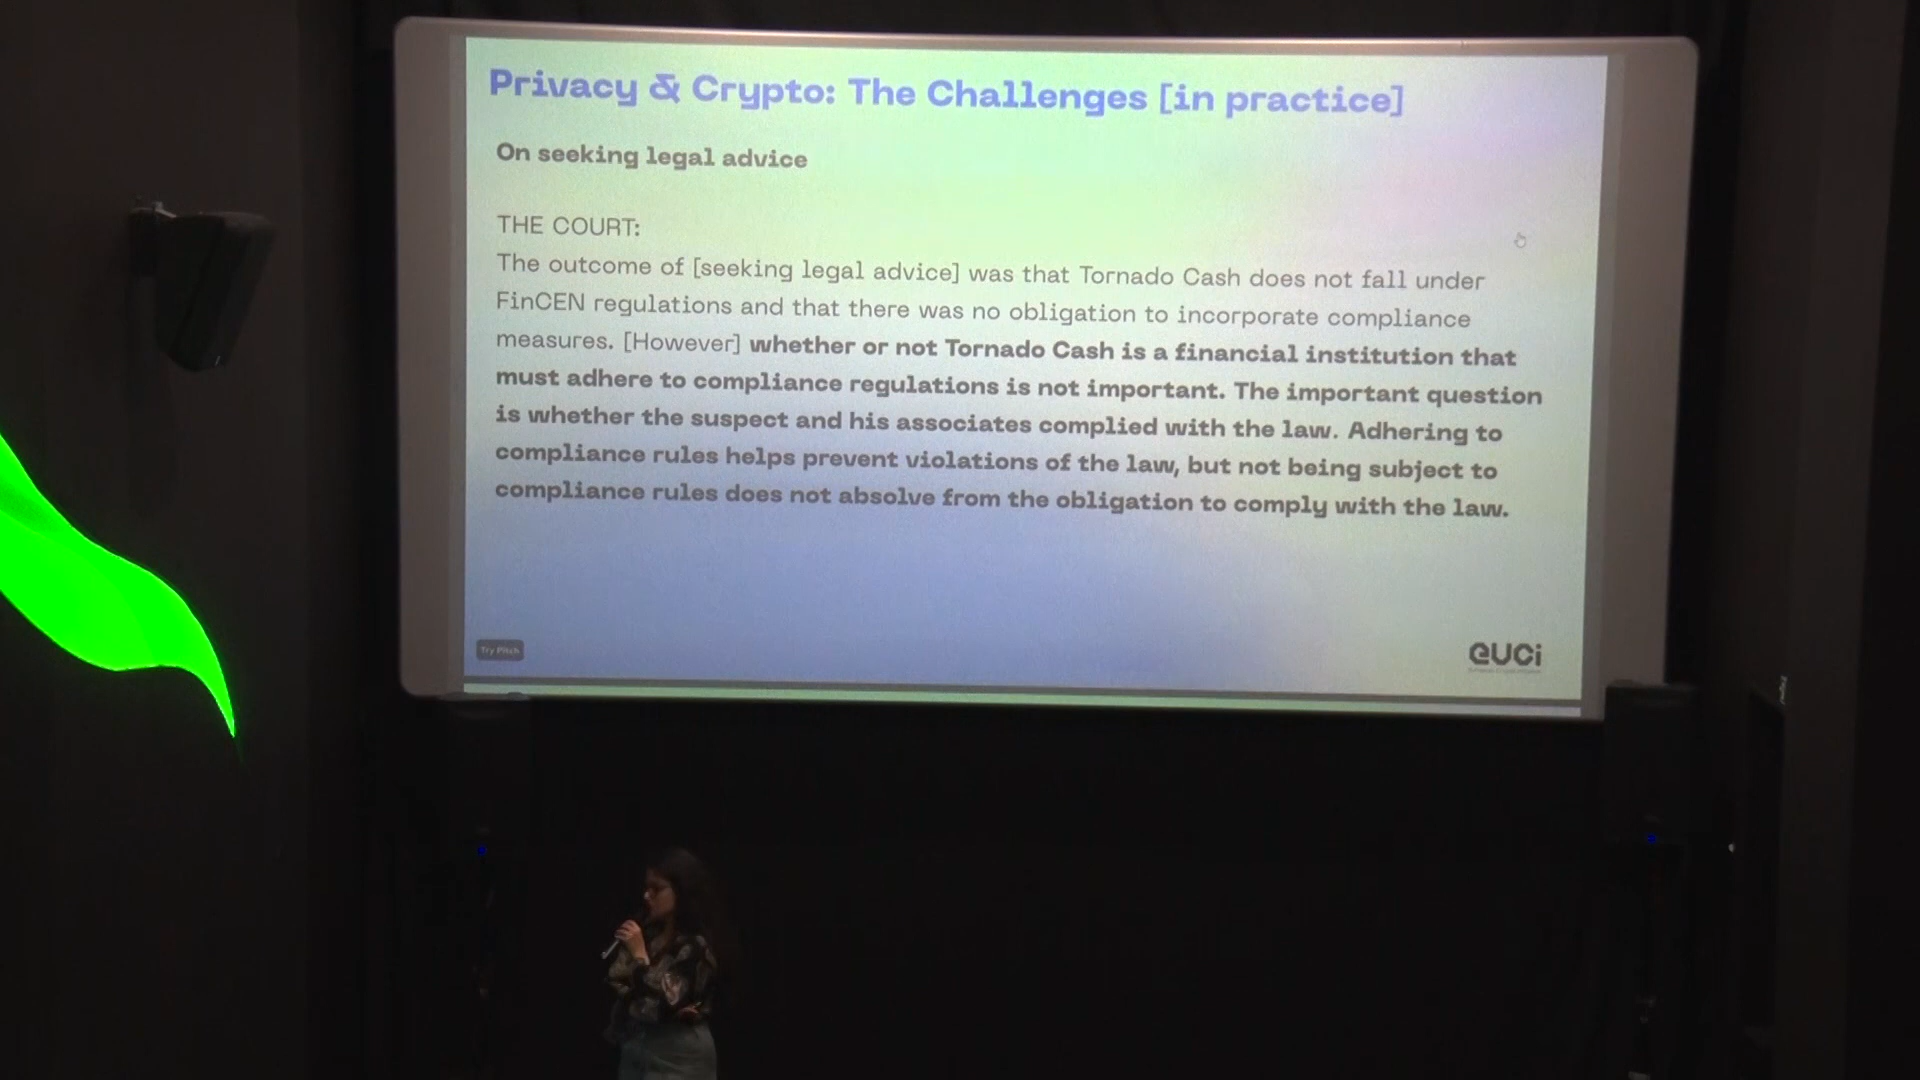 Privacy & Crypto: The Challenges [in practice]
On seeking legal advice
THE COURT:
The outcome of [seeking legal advice] was that Tornado Cash does not fall under
FinCEN regulations and that there was no obligation to incorporate compliance
measures. [However] whether or not Tornado Cash is a financial institution that
must adhere to compliance regulations is not important. The important question
is whether the suspect and his associates complied with the law. Adhering to
compliance rules helps prevent violations of the law, but not being subject to
compliance rules does not absolve from the obligation to comply with the law.
Try Pitch
euci